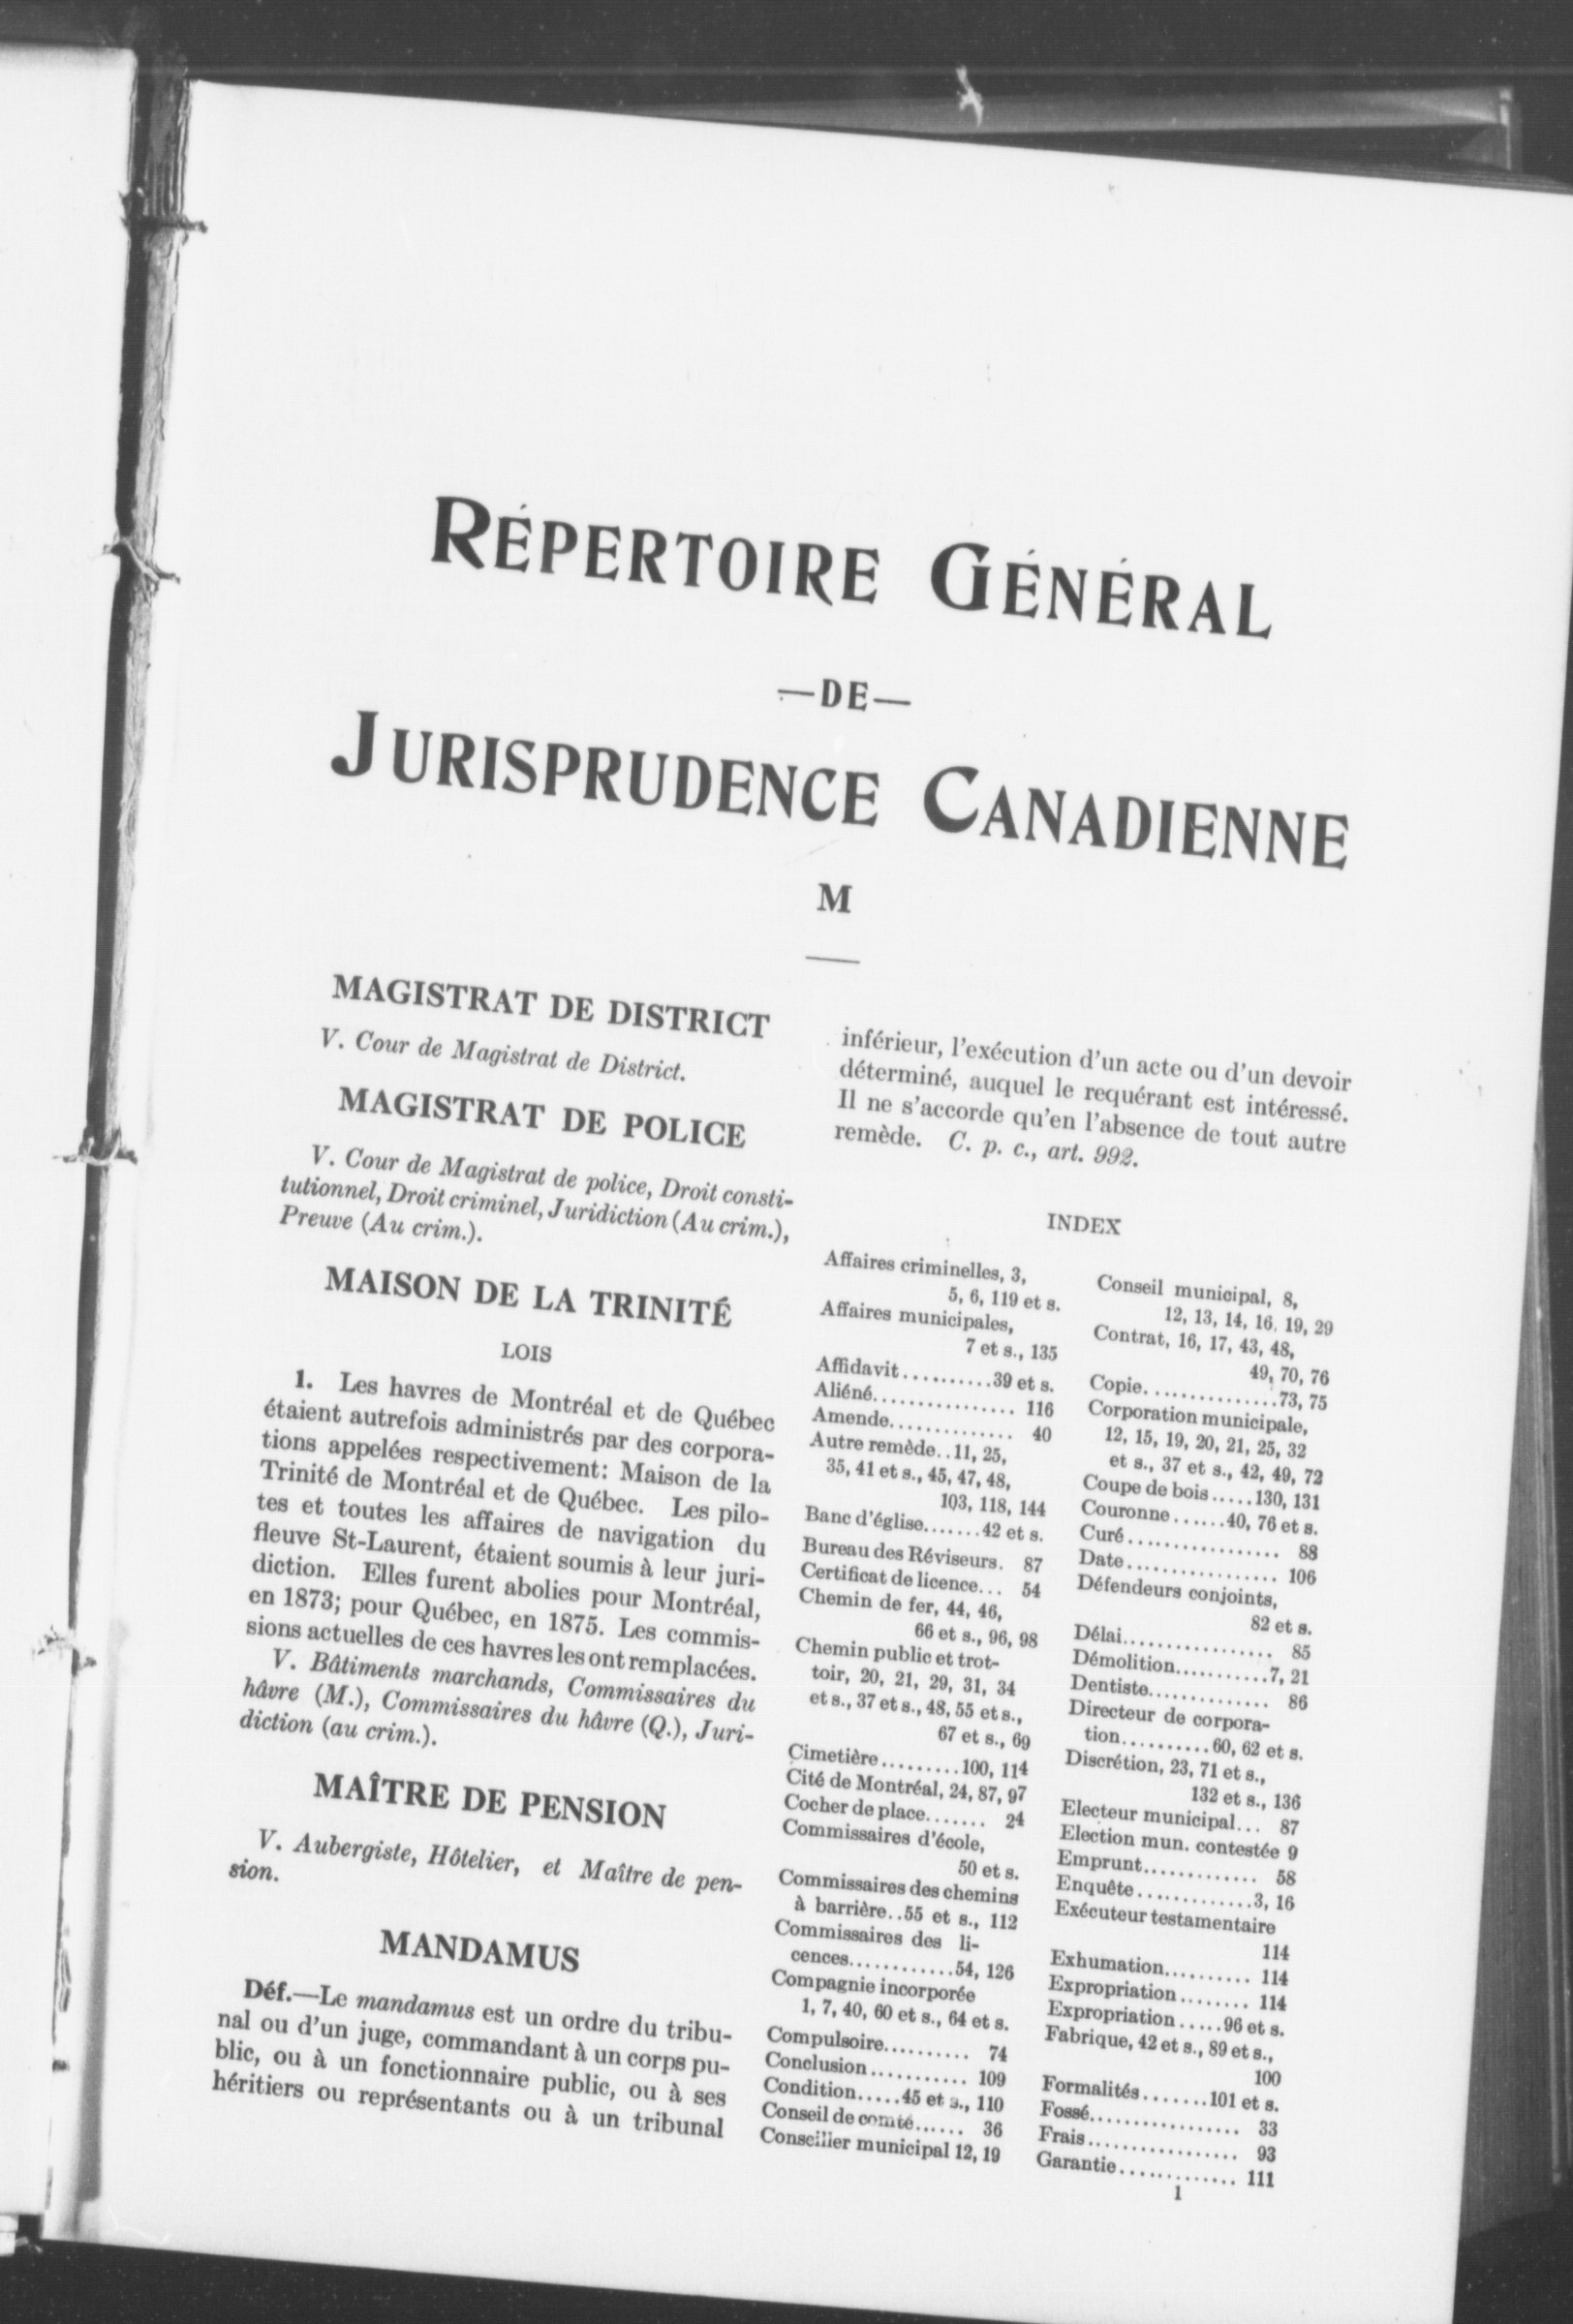 RÉPERTOIRE GÉNÉRAL
—DE—
JURISPRUDENCE CANADIENNE
M
MAGISTRAT DE DISTRICT
V. Cour de Magistrat de District.
MAGISTRAT DE POLICE
V. Cour de Magistrat de police, Droit consti-
tutionnel, Droit criminel, Juridiction (Au crim.),
Preuve (Au crim.).
MAISON DE LA TRINITÉ
LOIS
1. Les havres de Montréal et de Québec
étaient autrefois administrés par des corpora-
tions appelées respectivement: Maison de la
Trinité de Montréal et de Québec. Les pilo-
tes et toutes les affaires de navigation du
fleuve St-Laurent, étaient soumis à leur juri-
diction. Elles furent abolies pour Montréal,
en 1873; pour Québec, en 1875. Les commis-
sions actuelles de ces havres les ont remplacées.
V. Bâtiments marchands, Commissaires du
hâvre (M.), Commissaires du hâvre (Q.), Juri-
diction (au crim.).
MAÎTRE DE PENSION
V. Aubergiste, Hôtelier, et Maître de pen-
sion.
MANDAMUS
Déf.—Le mandamus est un ordre du tribu-
nal ou d'un juge, commandant à un corps pu-
blic, ou à un fonctionnaire public, ou à ses
héritiers ou représentants ou à un tribunal
inférieur, l'exécution d'un acte ou d'un devoir
déterminé, auquel le requérant est intéressé.
Il ne s'accorde qu'en l'absence de tout autre
remède. C. p. c., art. 992.
INDEX
Affaires criminelles, 3,
5, 6, 119 et s.
Affaires municipales,
7 et s., 135
Affidavit..........39 et s.
Aliéné................ 116
Amende.............. 40
Autre remède..11, 25,
35, 41 et s., 45, 47, 48,
103, 118, 144
Banc d'église.......42 et s.
Bureau des Réviseurs. 87
Certificat de licence... 54
Chemin de fer, 44, 46,
66 et s., 96, 98
Chemin public et trot-
toir, 20, 21, 29, 31, 34
et s., 37 et s., 48, 55 et s.,
67 et s., 69
Cimetière.........100, 114
Cité de Montréal, 24, 87, 97
Cocher de place....... 24
Commissaires d'école,
50 et s.
Commissaires des chemins
à barrière..55 et s., 112
Commissaires des li-
cences............54, 126
Compagnie incorporée
1, 7, 40, 60 et s., 64 et s.
Compulsoire.......... 74
Conclusion........... 109
Condition.....45 et s., 110
Conseil de comté...... 36
Conseiller municipal 12, 19
Conseil municipal, 8,
12, 13, 14, 16, 19, 29
Contrat, 16, 17, 43, 48,
49, 70, 76
Copie...............73, 75
Corporation municipale,
12, 15, 19, 20, 21, 25, 32
et s., 37 et s., 42, 49, 72
Coupe de bois.....130, 131
Couronne......40, 76 et s.
Curé................. 88
Date................. 106
Défendeurs conjoints,
82 et s.
Délai................. 85
Démolition...........7, 21
Dentiste.............. 86
Directeur de corpora-
tion..........60, 62 et s.
Discrétion, 23, 71 et s.,
132 et s., 136
Electeur municipal... 87
Election mun. contestée 9
Emprunt............. 58
Enquête.............3, 16
Exécuteur testamentaire
114
Exhumation.......... 114
Expropriation........ 114
Expropriation.....96 et s.
Fabrique, 42 et s., 89 et s.,
100
Formalités.......101 et s.
Fossé................. 33
Frais................. 93
Garantie............. 111
1